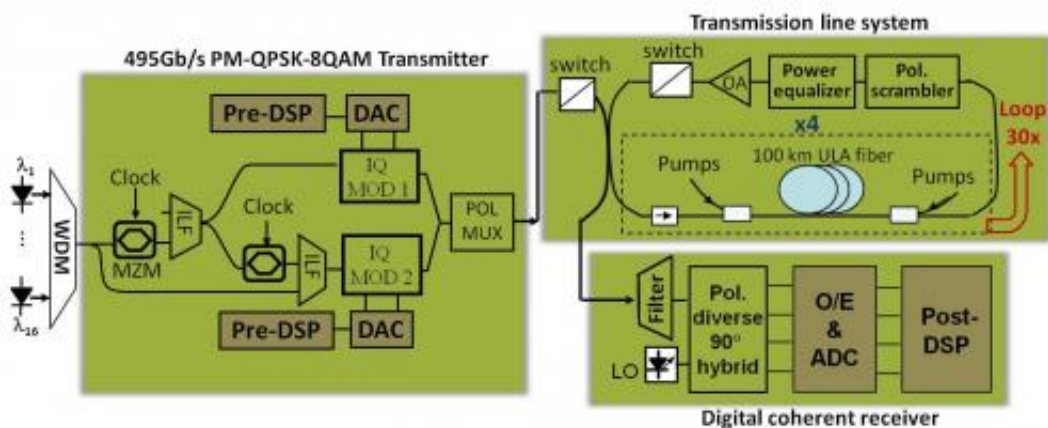 Transmission line system
495Gb/s PM-QPSK-8QAM Transmitter
switch
switch
OA
Power
equalizer
Pol.
scrambler
Loop
30x
x4
100 km ULA fiber
Pumps
Pumps
Pre-DSP
DAC
IQ
MOD 1
λ1
Clock
Clock
WDM
ILF
MZM
ILF
POL
MUX
IQ
MOD 2
⋮
λ16
Pre-DSP
DAC
Filter
LO
Pol.
diverse
90°
hybrid
O/E
&
ADC
Post-
DSP
Digital coherent receiver